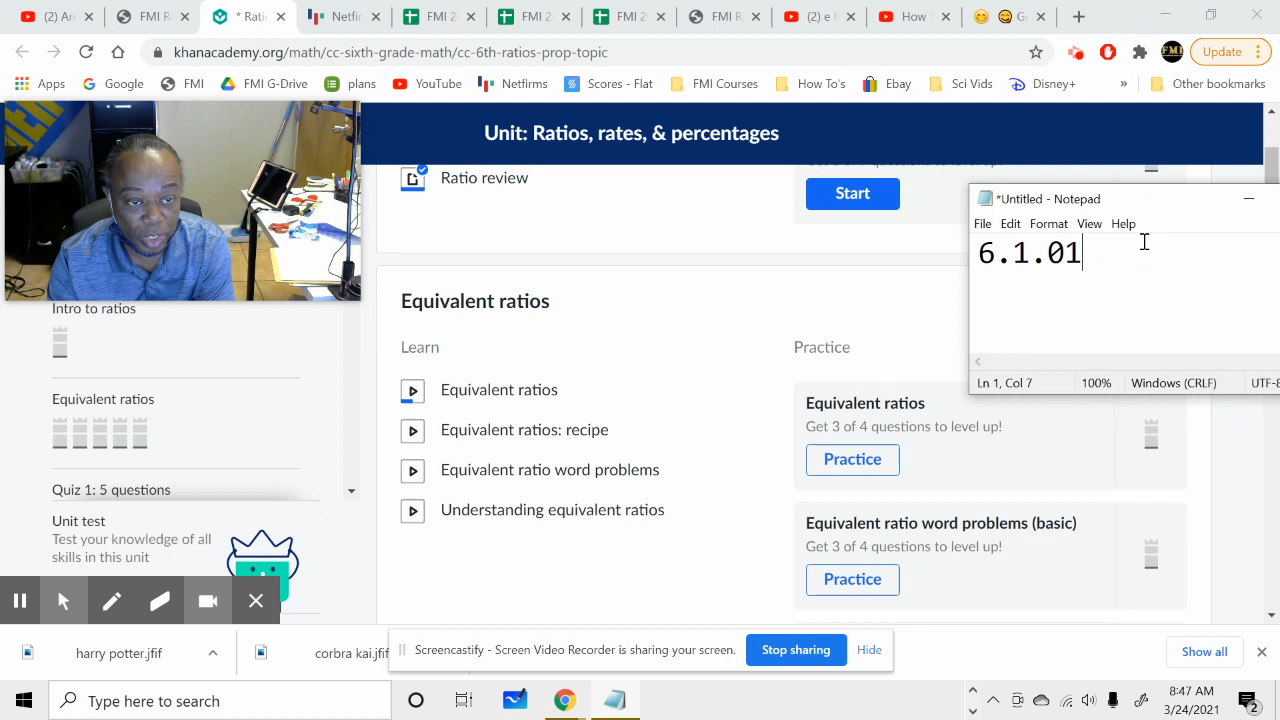 (2) Ar
FMI R
* Ratio
Netfir
FMI 2
FMI 2
FMI 2
FMI R
(2) e t
How T
G
khanacademy.org/math/cc-sixth-grade-math/cc-6th-ratios-prop-topic
FMI
Update
Apps
Google
FMI
FMI G-Drive
plans
YouTube
Netfirms
Scores - Flat
FMI Courses
How To's
Ebay
Sci Vids
Disney+
»
Other bookmarks
Unit: Ratios, rates, & percentages
Ratio review
Start
*Untitled - Notepad
File Edit Format View Help
6.1.01
Ln 1, Col 7
100%
Windows (CRLF)
UTF-8
Intro to ratios
Equivalent ratios
Quiz 1: 5 questions
Unit test
Test your knowledge of all
skills in this unit
Equivalent ratios
Learn
Equivalent ratios
Equivalent ratios: recipe
Equivalent ratio word problems
Understanding equivalent ratios
Practice
Equivalent ratios
Get 3 of 4 questions to level up!
Practice
Equivalent ratio word problems (basic)
Get 3 of 4 questions to level up!
Practice
harry potter.jfif
corbra kai.jfif
Screencastify - Screen Video Recorder is sharing your screen.
Stop sharing
Hide
Show all
Type here to search
8:47 AM
3/24/2021
2